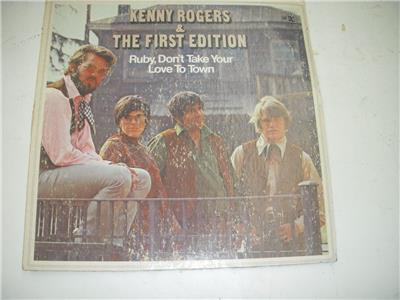 KENNY ROGERS
&
THE FIRST EDITION
Ruby, Don't Take Your
Love To Town